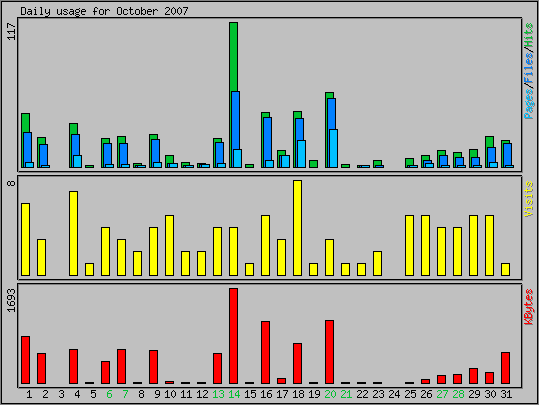 Daily usage for October 2007
117
Pages/Files/Hits
8
Visits
1693
KBytes
1 2 3 4 5 6 7 8 9 10 11 12 13 14 15 16 17 18 19 20 21 22 23 24 25 26 27 28 29 30 31